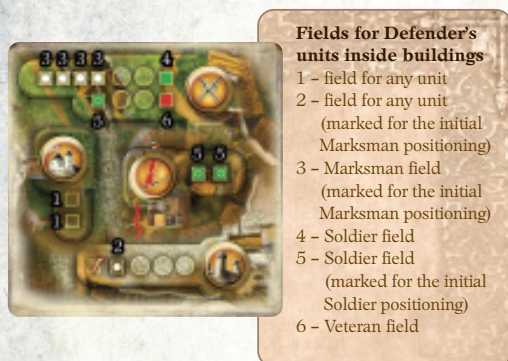 3 3 3 3 4
5 6
5 5
1
1
2
Fields for Defender's
units inside buildings
1 – field for any unit
2 – field for any unit
(marked for the initial
Marksman positioning)
3 – Marksman field
(marked for the initial
Marksman positioning)
4 – Soldier field
5 – Soldier field
(marked for the initial
Soldier positioning)
6 – Veteran field